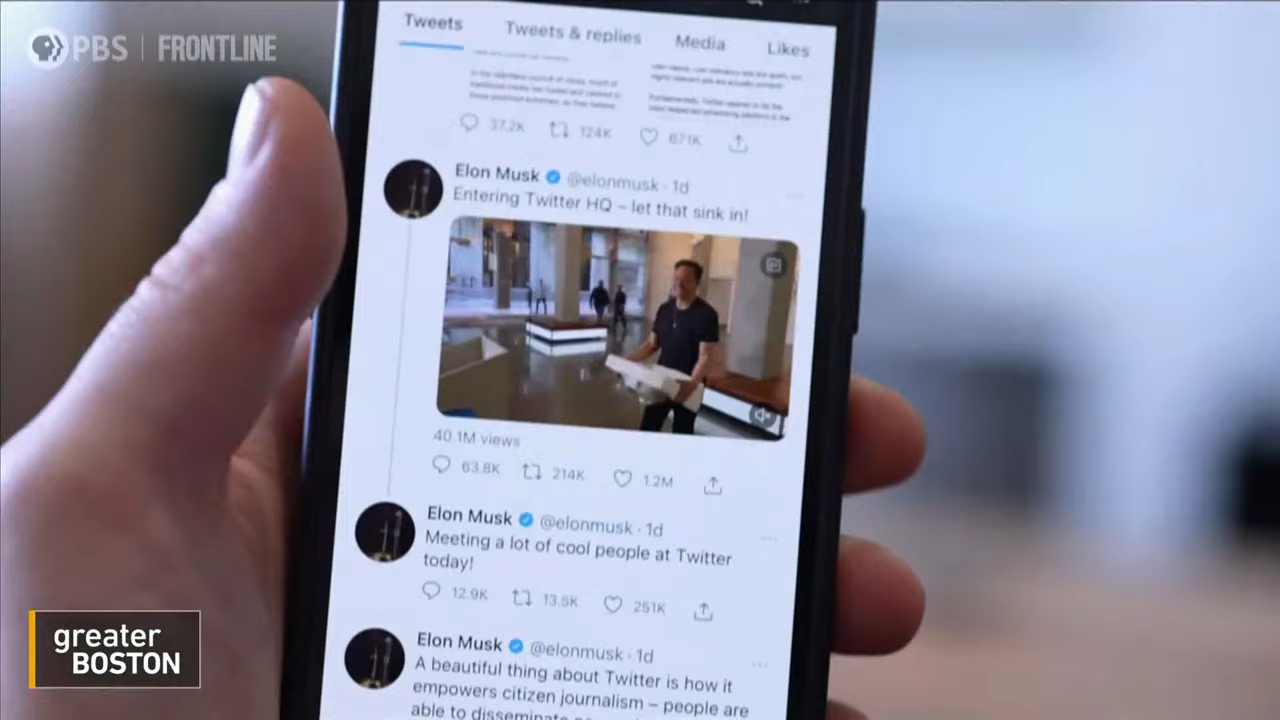 PBS | FRONTLINE
Tweets Tweets & replies Media Likes
37.2K 124K 671K
Elon Musk @elonmusk · 1d
Entering Twitter HQ – let that sink in!
40.1M views
63.8K 214K 1.2M
Elon Musk @elonmusk · 1d
Meeting a lot of cool people at Twitter
today!
12.9K 13.5K 251K
Elon Musk @elonmusk · 1d
A beautiful thing about Twitter is how it
empowers citizen journalism – people are
able to disseminate
greater
BOSTON